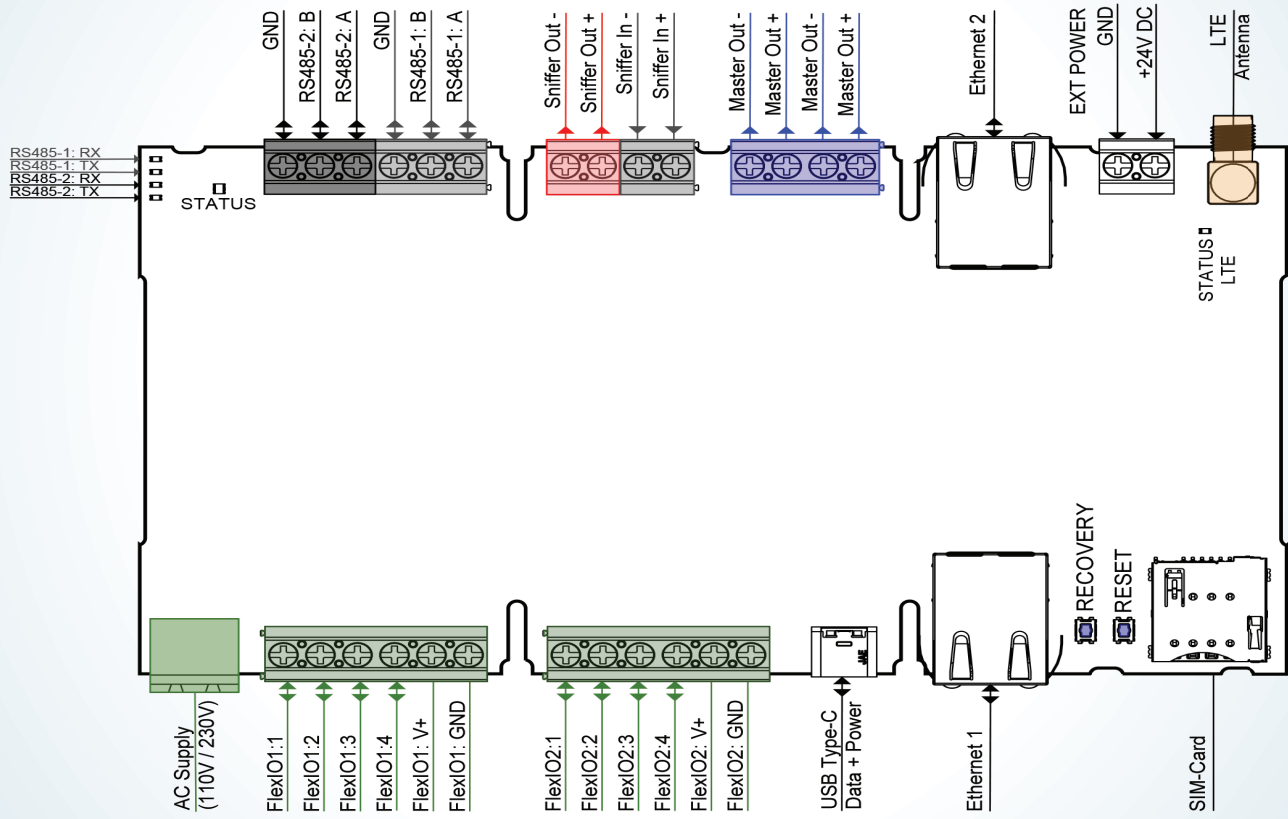 GND
RS485-2: B
RS485-2: A
GND
RS485-1: B
RS485-1: A
Sniffer Out -
Sniffer Out +
Sniffer In -
Sniffer In +
Master Out -
Master Out +
Master Out -
Master Out +
Ethernet 2
EXT POWER
GND
+24V DC
LTE
Antenna
RS485-1: RX
RS485-1: TX
RS485-2: RX
RS485-2: TX
STATUS
STATUS
LTE
RECOVERY
RESET
JAE
AC Supply
(110V / 230V)
FlexIO1:1
FlexIO1:2
FlexIO1:3
FlexIO1:4
FlexIO1: V+
FlexIO1: GND
FlexIO2:1
FlexIO2:2
FlexIO2:3
FlexIO2:4
FlexIO2: V+
FlexIO2: GND
USB Type-C
Data + Power
Ethernet 1
SIM-Card